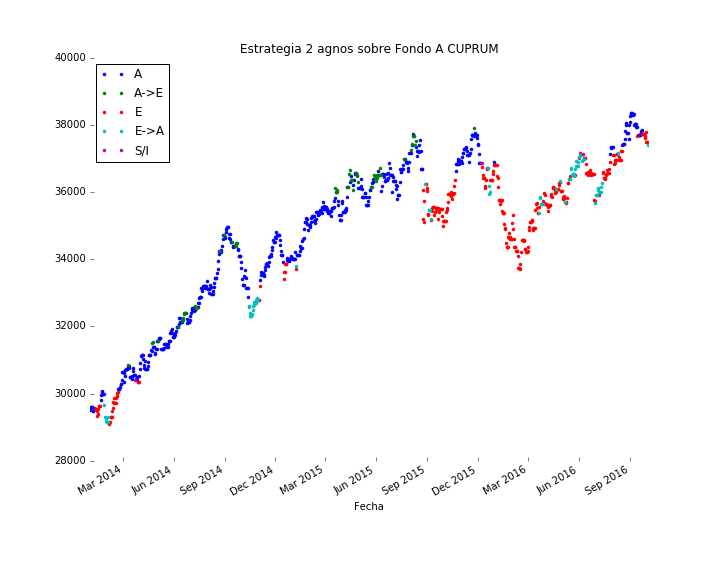 Estrategia 2 agnos sobre Fondo A CUPRUM
40000
38000
36000
34000
32000
30000
28000
A
A->E
E
E->A
S/I
Mar 2014
Jun 2014
Sep 2014
Dec 2014
Mar 2015
Jun 2015
Sep 2015
Dec 2015
Mar 2016
Jun 2016
Sep 2016
Fecha